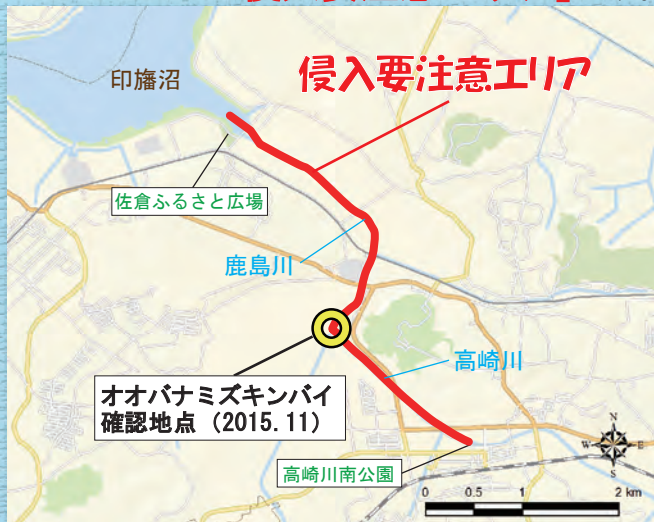 印旛沼
侵入要注意エリア
佐倉ふるさと広場
鹿島川
オオバナミズキンバイ
確認地点（2015.11）
高崎川
高崎川南公園
N
W
E
S
0 0.5 1 2 km